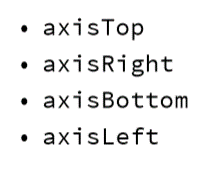 • axisTop
• axisRight
• axisBottom
• axisLeft